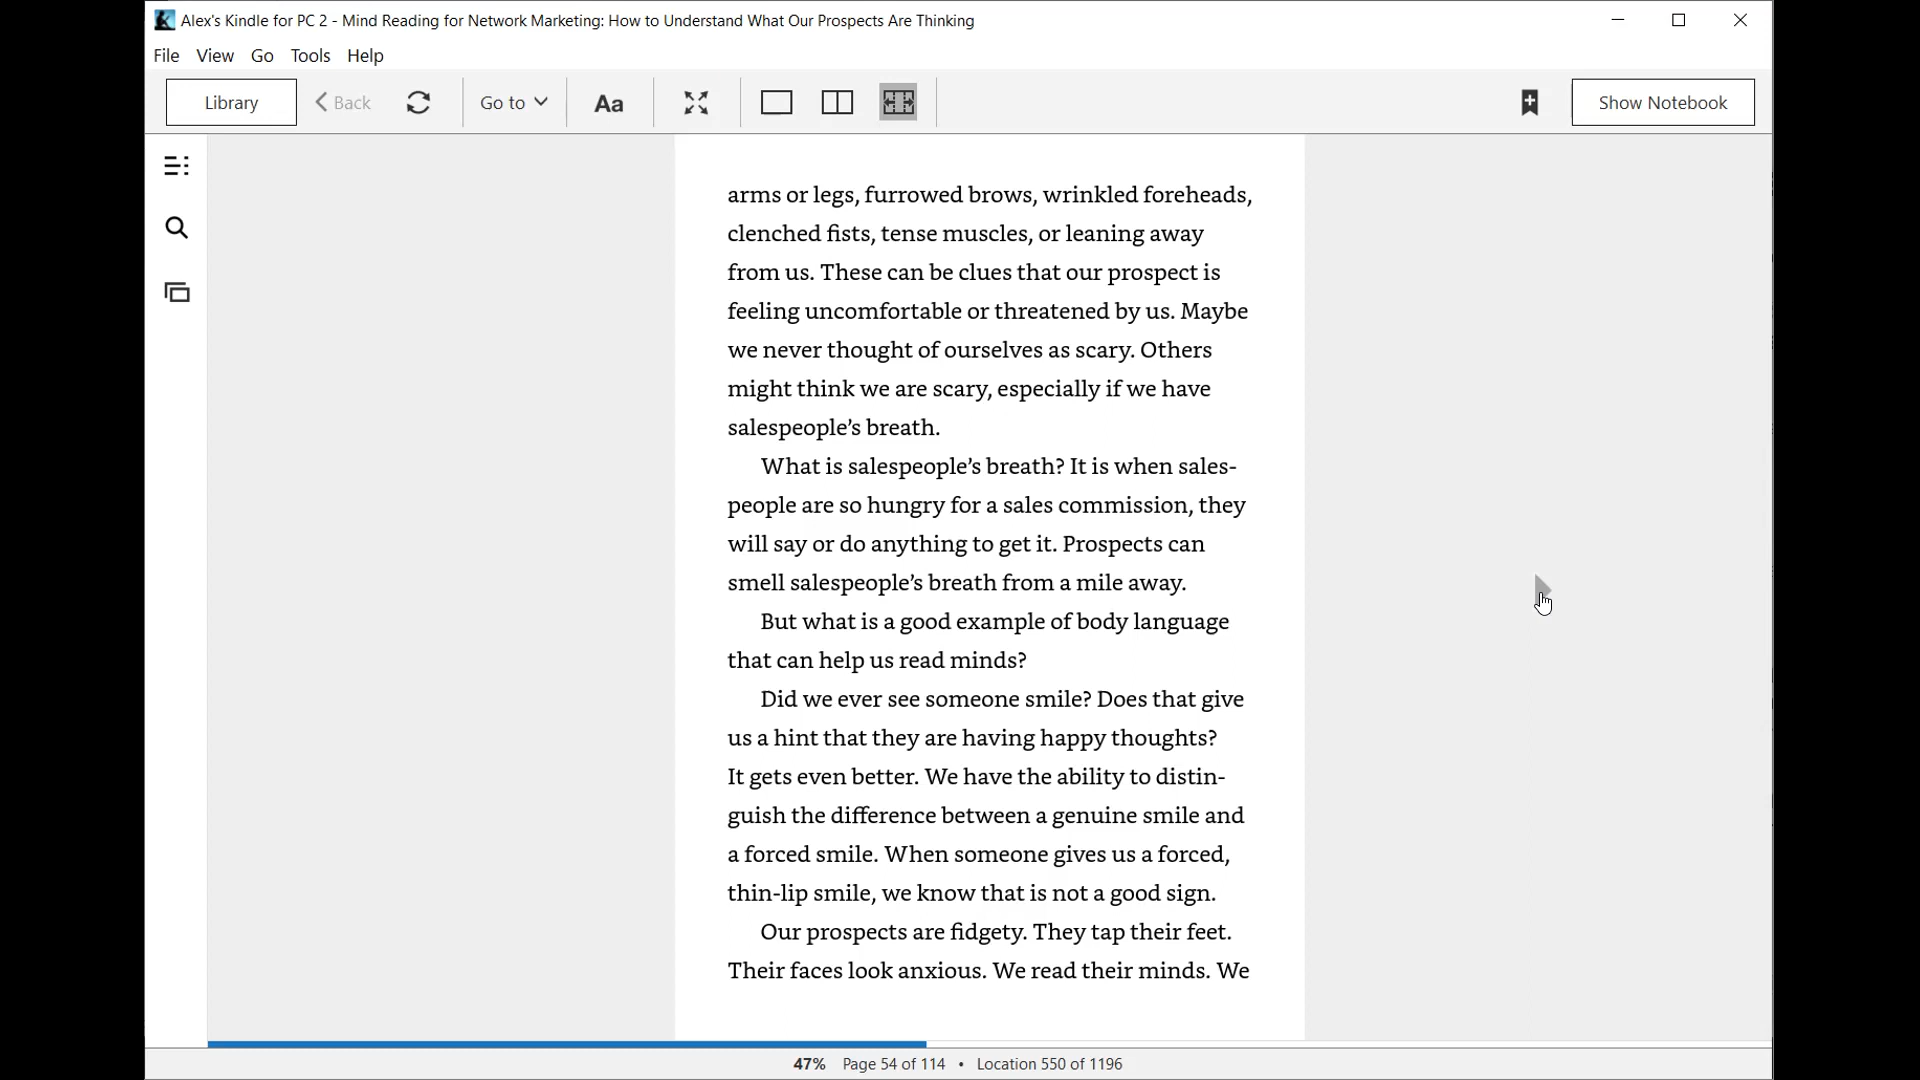 Alex's Kindle for PC 2 - Mind Reading for Network Marketing: How to Understand What Our Prospects Are Thinking
File View Go Tools Help
Library Back Go to Aa Show Notebook
arms or legs, furrowed brows, wrinkled foreheads,
clenched fists, tense muscles, or leaning away
from us. These can be clues that our prospect is
feeling uncomfortable or threatened by us. Maybe
we never thought of ourselves as scary. Others
might think we are scary, especially if we have
salespeople’s breath.
What is salespeople’s breath? It is when sales-
people are so hungry for a sales commission, they
will say or do anything to get it. Prospects can
smell salespeople’s breath from a mile away.
But what is a good example of body language
that can help us read minds?
Did we ever see someone smile? Does that give
us a hint that they are having happy thoughts?
It gets even better. We have the ability to distin-
guish the difference between a genuine smile and
a forced smile. When someone gives us a forced,
thin-lip smile, we know that is not a good sign.
Our prospects are fidgety. They tap their feet.
Their faces look anxious. We read their minds. We
47% Page 54 of 114 • Location 550 of 1196